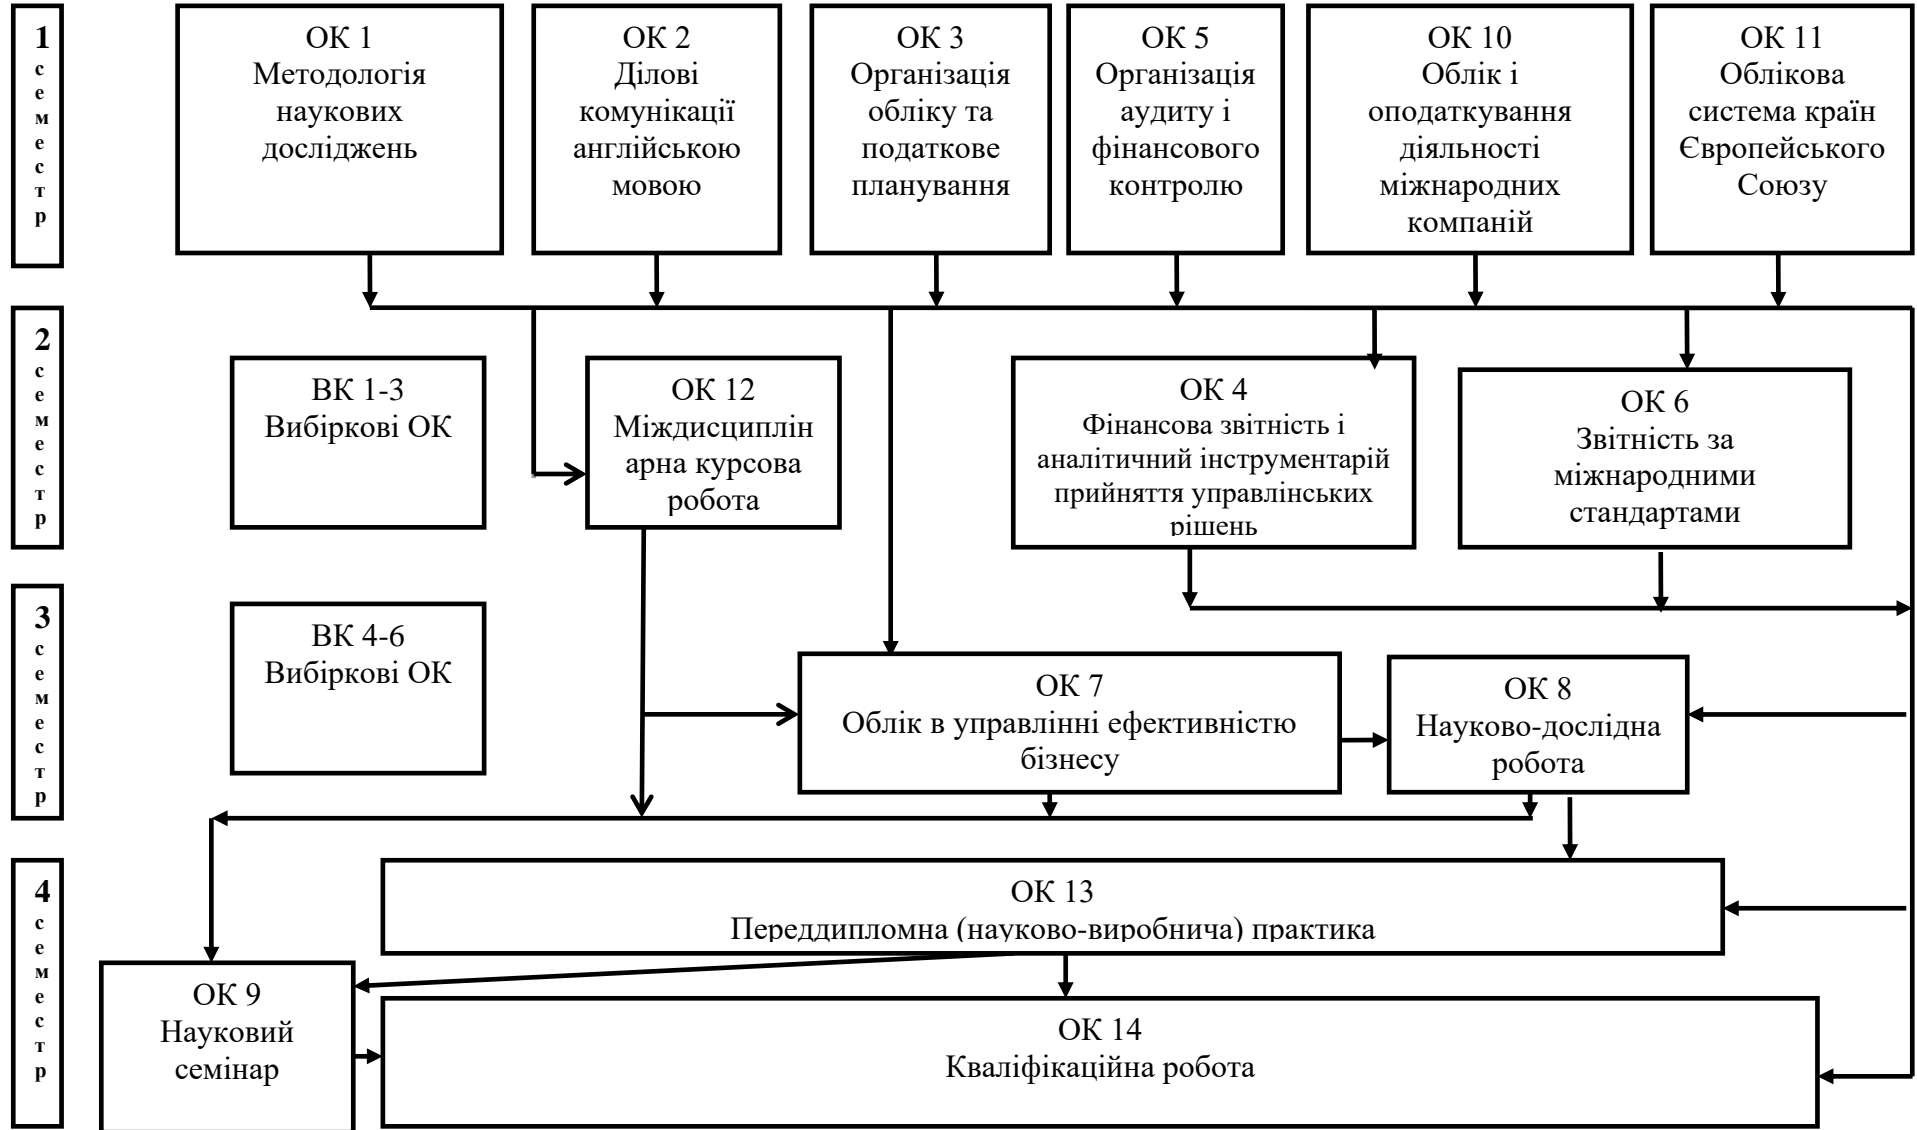 1
с
е
м
е
с
т
р
ОК 1
Методологія
наукових
досліджень
ОК 2
Ділові
комунікації
англійською
мовою
ОК 3
Організація
обліку та
податкове
планування
ОК 5
Організація
аудиту і
фінансового
контролю
ОК 10
Облік і
оподаткування
діяльності
міжнародних
компаній
ОК 11
Облікова
система країн
Європейського
Союзу
2
с
е
м
е
с
т
р
ВК 1-3
Вибіркові ОК
ОК 12
Міждисциплін
арна курсова
робота
ОК 4
Фінансова звітність і
аналітичний інструментарій
прийняття управлінських
рішень
ОК 6
Звітність за
міжнародними
стандартами
3
с
е
м
е
с
т
р
ВК 4-6
Вибіркові ОК
ОК 7
Облік в управлінні ефективністю
бізнесу
ОК 8
Науково-дослідна
робота
4
с
е
м
е
с
т
р
ОК 13
Переддипломна (науково-виробнича) практика
ОК 9
Науковий
семінар
ОК 14
Кваліфікаційна робота